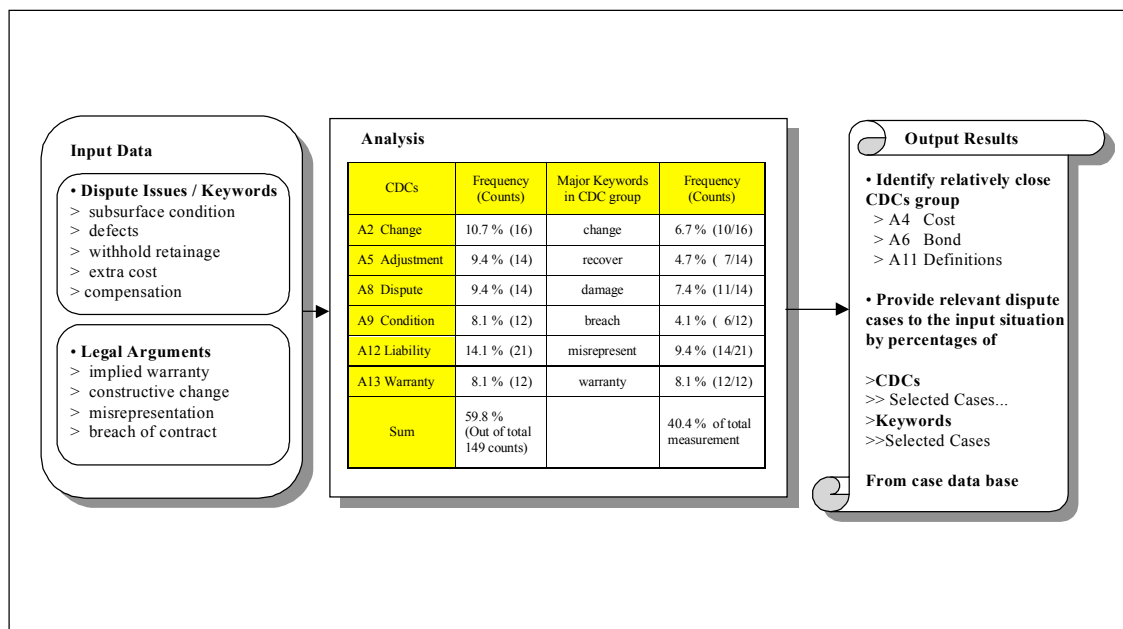 Input Data
• Dispute Issues / Keywords
> subsurface condition
> defects
> withhold retainage
> extra cost
> compensation
• Legal Arguments
> implied warranty
> constructive change
> misrepresentation
> breach of contract
Analysis
CDCs Frequency (Counts) Major Keywords in CDC group Frequency (Counts)
A2 Change 10.7 % (16) change 6.7 % (10/16)
A5 Adjustment 9.4 % (14) recover 4.7 % ( 7/14)
A8 Dispute 9.4 % (14) damage 7.4 % (11/14)
A9 Condition 8.1 % (12) breach 4.1 % ( 6/12)
A12 Liability 14.1 % (21) misrepresent 9.4 % (14/21)
A13 Warranty 8.1 % (12) warranty 8.1 % (12/12)
Sum 59.8 % (Out of total 149 counts) 40.4 % of total measurement
Output Results
• Identify relatively close
CDCs group
> A4 Cost
> A6 Bond
> A11 Definitions
• Provide relevant dispute
cases to the input situation
by percentages of
>CDCs
>> Selected Cases...
>Keywords
>>Selected Cases
From case data base